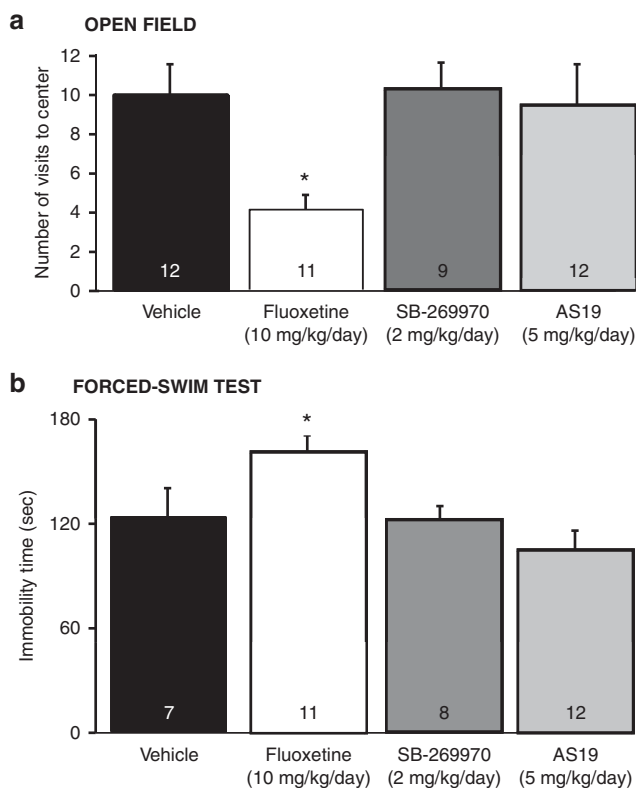 a OPEN FIELD
Number of visits to center
12
10
8
6
4
2
0
*
12 11 9 12
Vehicle Fluoxetine SB-269970 AS19
(10 mg/kg/day) (2 mg/kg/day) (5 mg/kg/day)
b FORCED-SWIM TEST
Immobility time (sec)
180
120
60
0
*
7 11 8 12
Vehicle Fluoxetine SB-269970 AS19
(10 mg/kg/day) (2 mg/kg/day) (5 mg/kg/day)